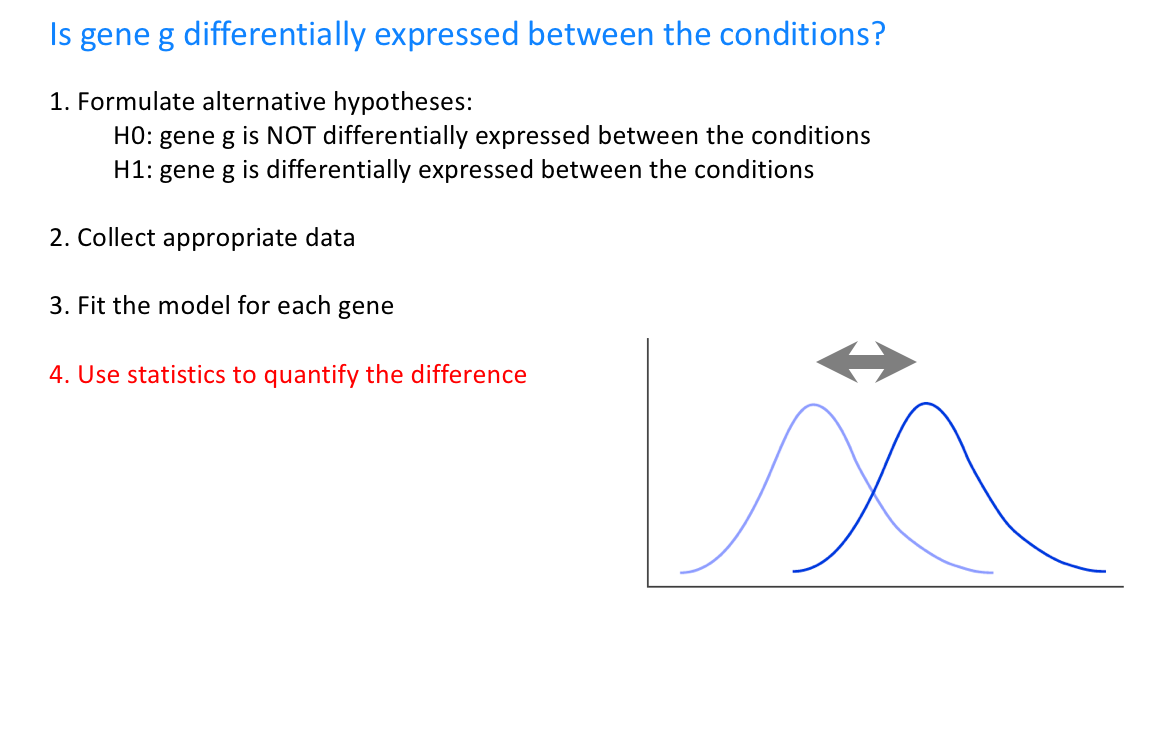 Is gene g differentially expressed between the conditions?
1. Formulate alternative hypotheses:
H0: gene g is NOT differentially expressed between the conditions
H1: gene g is differentially expressed between the conditions
2. Collect appropriate data
3. Fit the model for each gene
4. Use statistics to quantify the difference